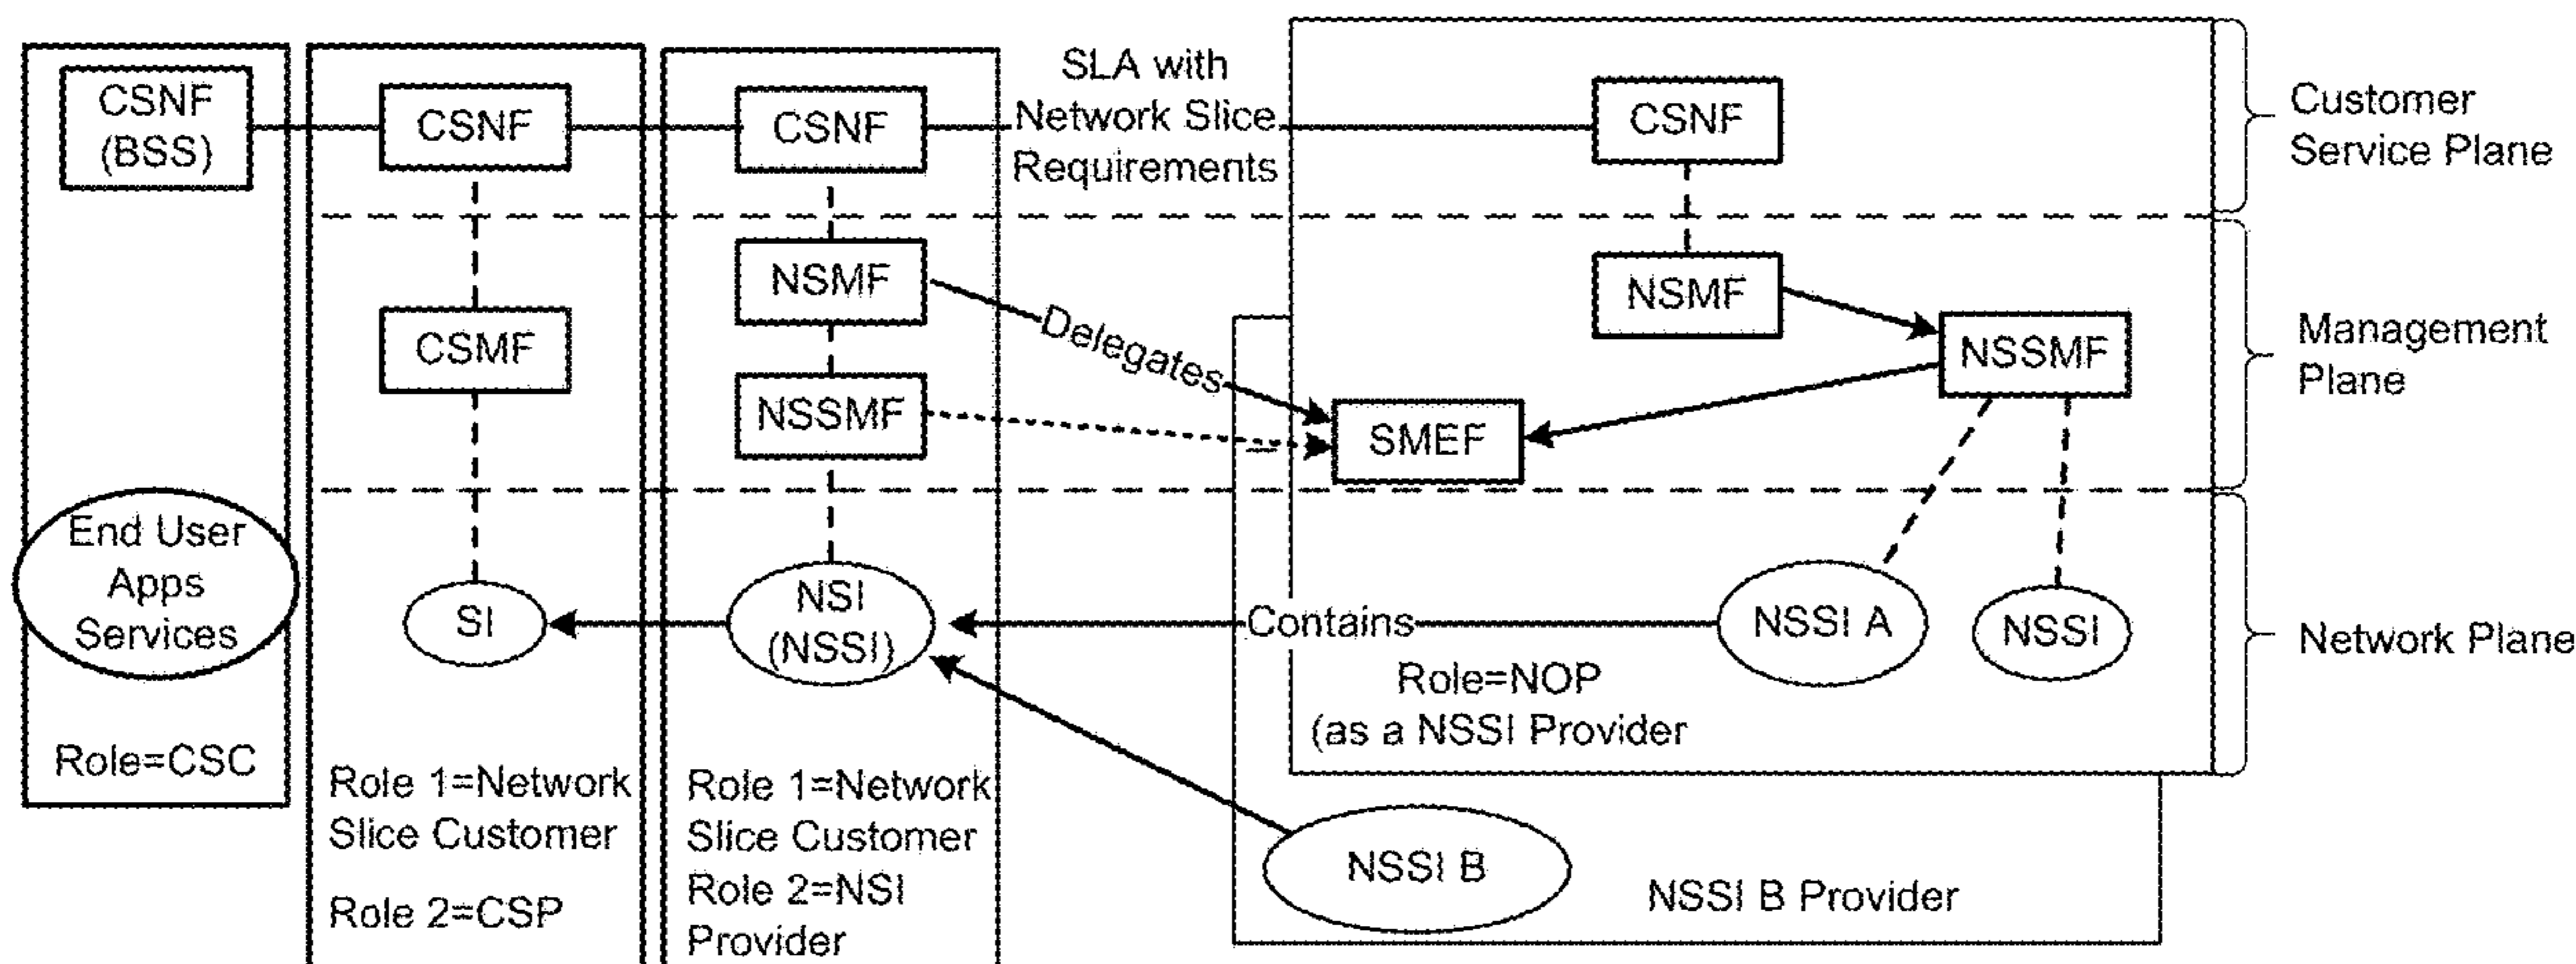 CSNF
(BSS)
End User
Apps
Services
Role=CSC
CSNF
CSMF
SI
Role 1=Network
Slice Customer
Role 2=CSP
CSNF
NSMF
NSSMF
NSI
(NSSI)
Role 1=Network
Slice Customer
Role 2=NSI
Provider
SLA with
Network Slice
Requirements
Delegates
Contains
CSNF
NSMF
NSSMF
SMEF
NSSI A
NSSI
Role=NOP
(as a NSSI Provider
NSSI B
NSSI B Provider
Customer
Service Plane
Management
Plane
Network Plane